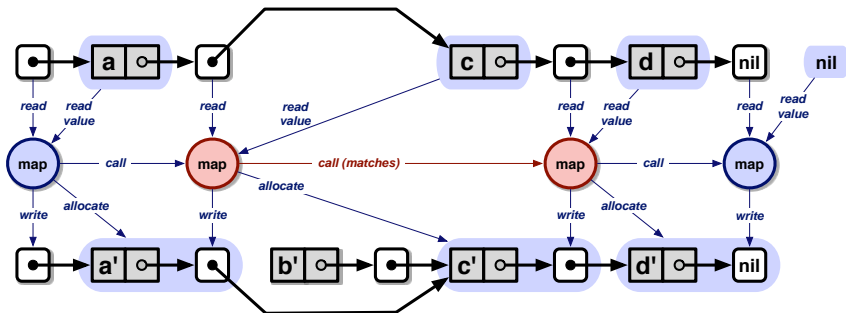 a
c
d
nil
nil
read
read
value
read
read
value
read
read
value
read
read
value
map
call
map
call (matches)
map
call
map
write
allocate
write
allocate
write
allocate
write
a'
b'
c'
d'
nil